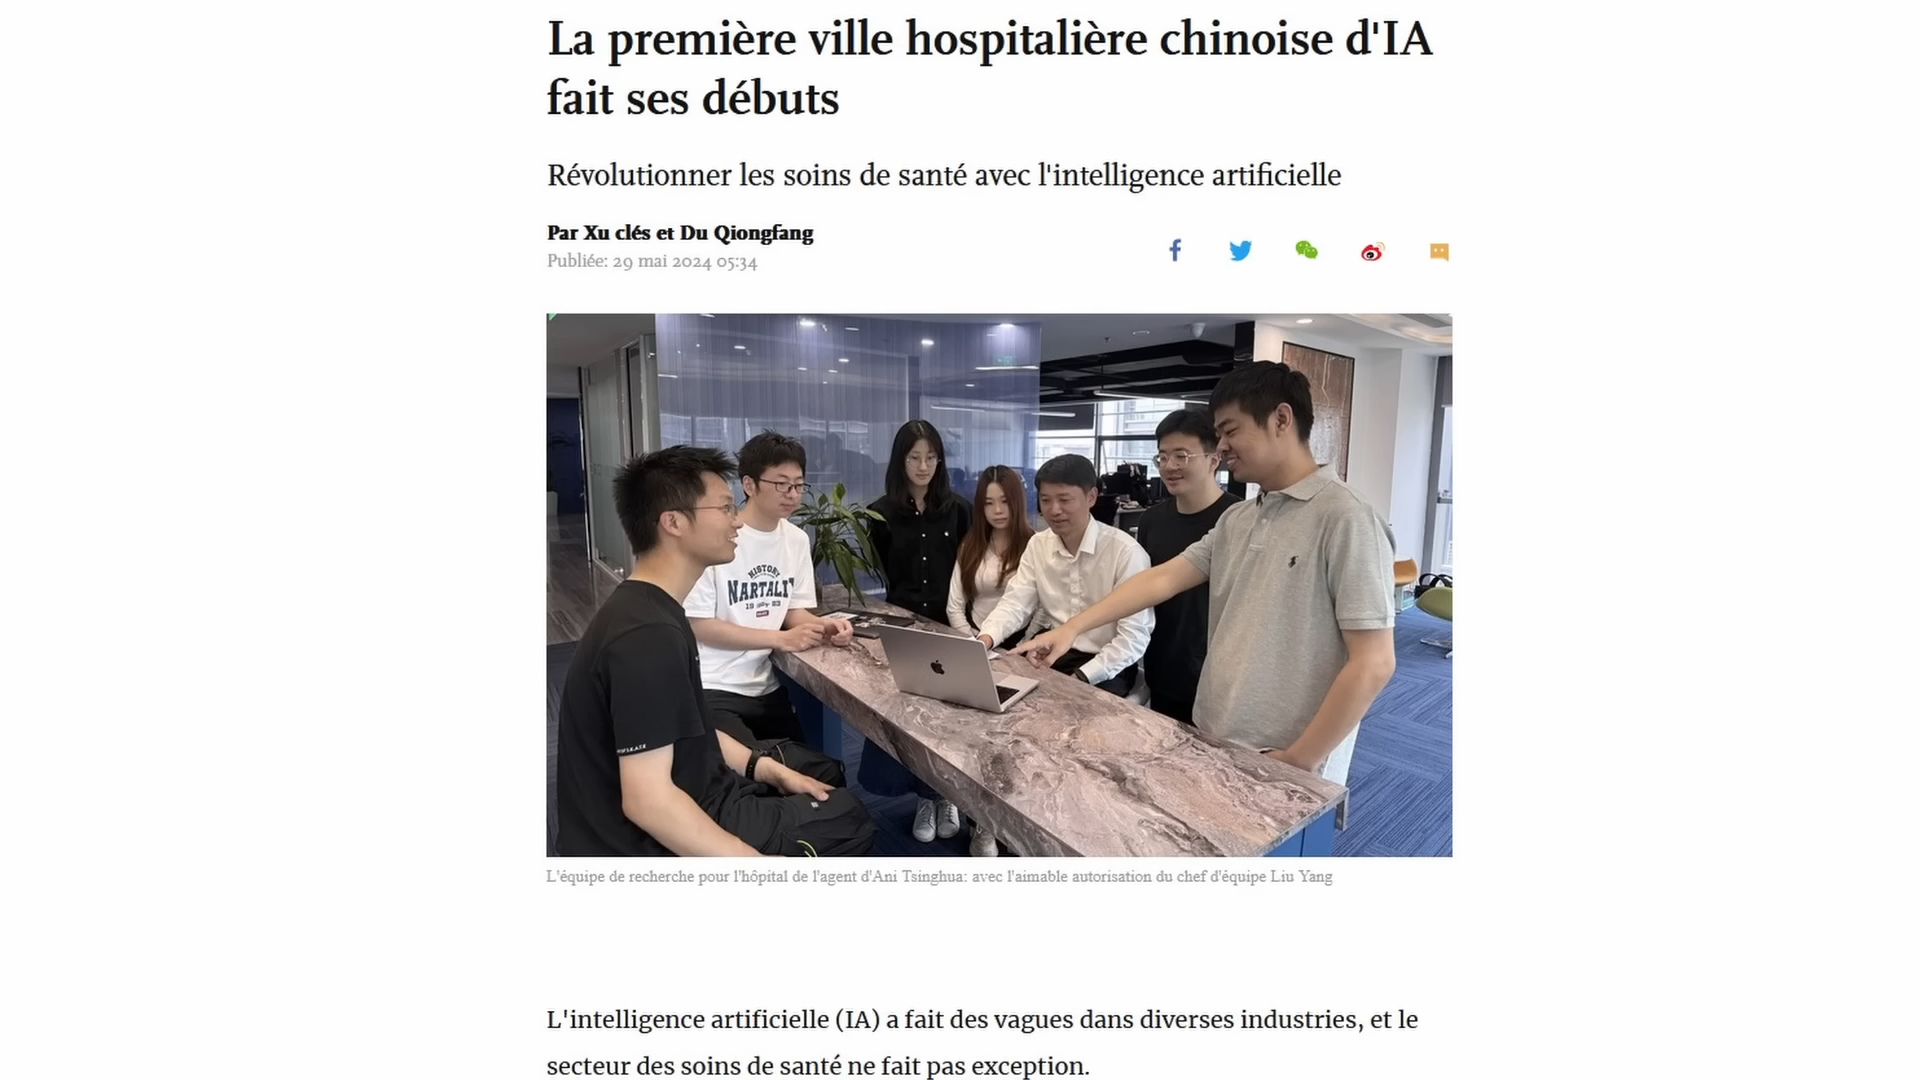 La première ville hospitalière chinoise d'IA
fait ses débuts
Révolutionner les soins de santé avec l'intelligence artificielle
Par Xu clés et Du Qiongfang
Publiée: 29 mai 2024 05:34
HISTORY
NARTALI
L'équipe de recherche pour l'hôpital de l'agent d'Ani Tsinghua: avec l'aimable autorisation du chef d'équipe Liu Yang
L'intelligence artificielle (IA) a fait des vagues dans diverses industries, et le
secteur des soins de santé ne fait pas exception.